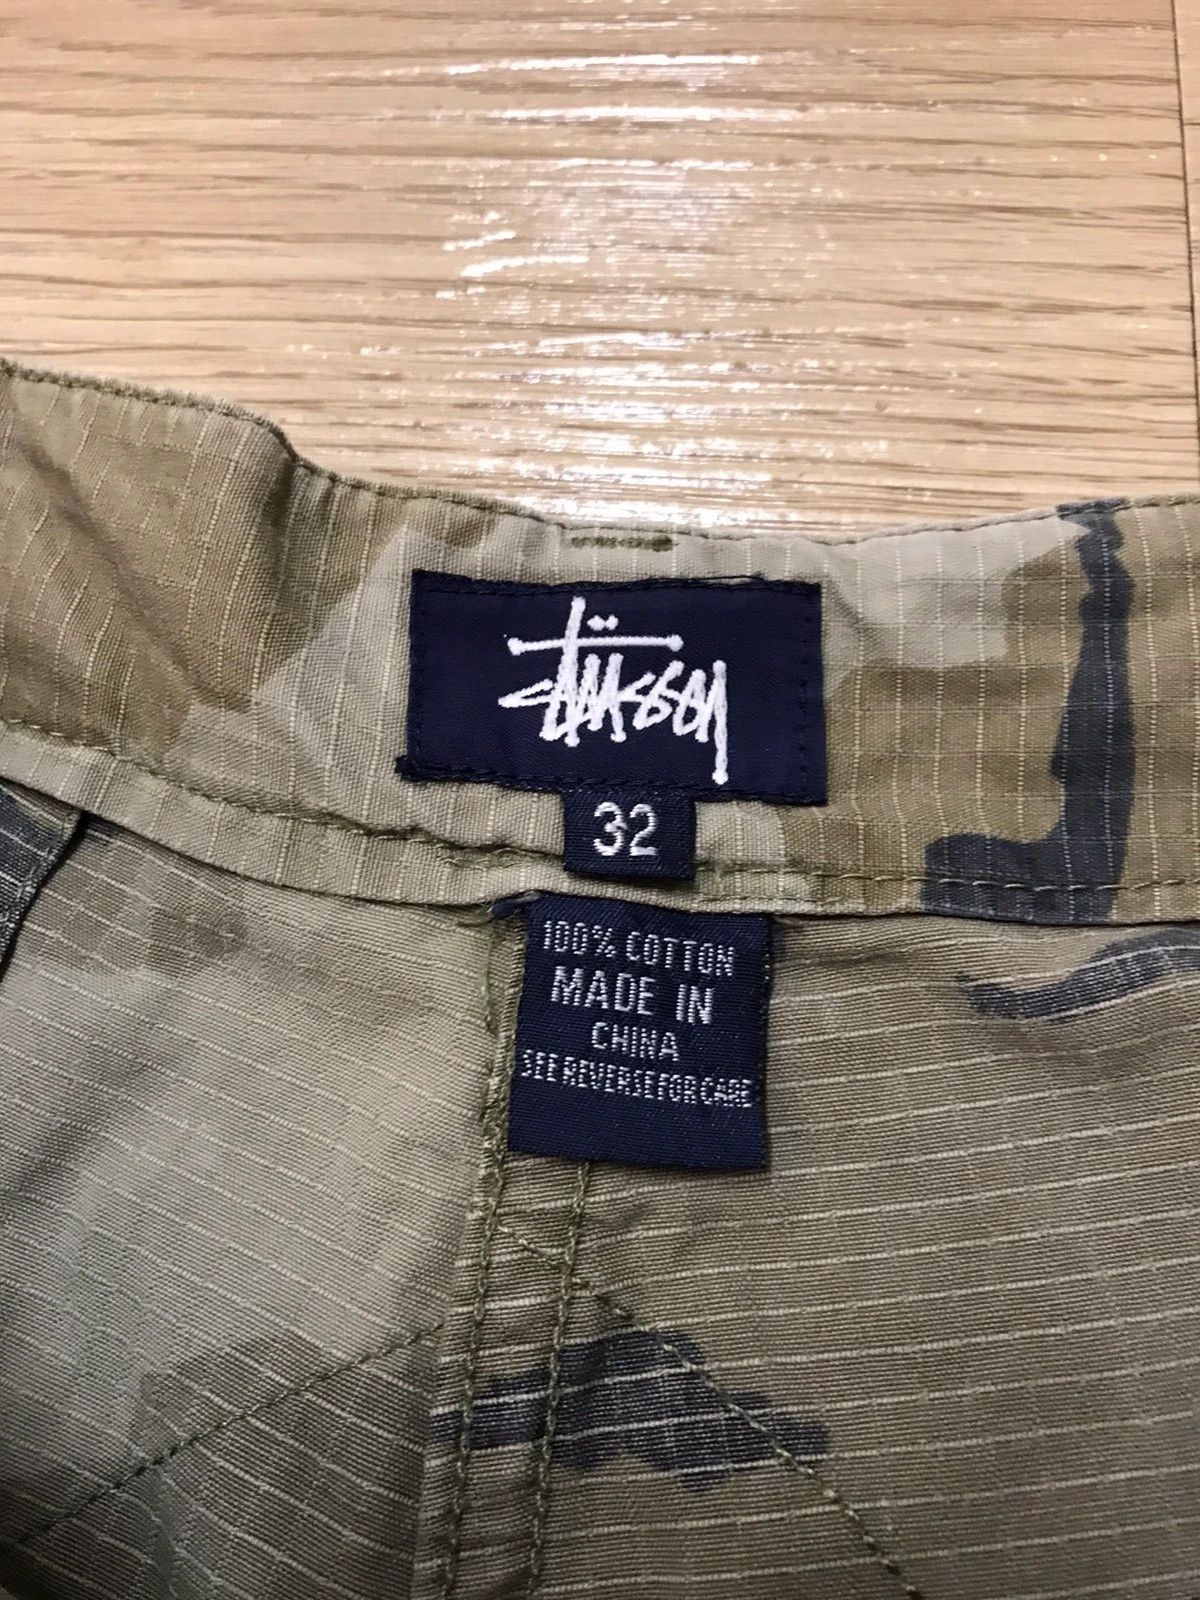 Stüssy
32
100% COTTON
MADE IN
CHINA
SEE REVERSE FOR CARE